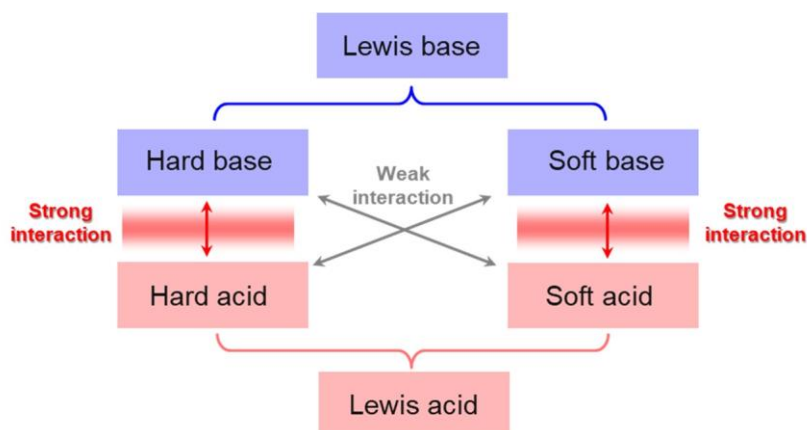 Lewis base
Hard base
Soft base
Weak
interaction
Strong
interaction
Strong
interaction
Hard acid
Soft acid
Lewis acid